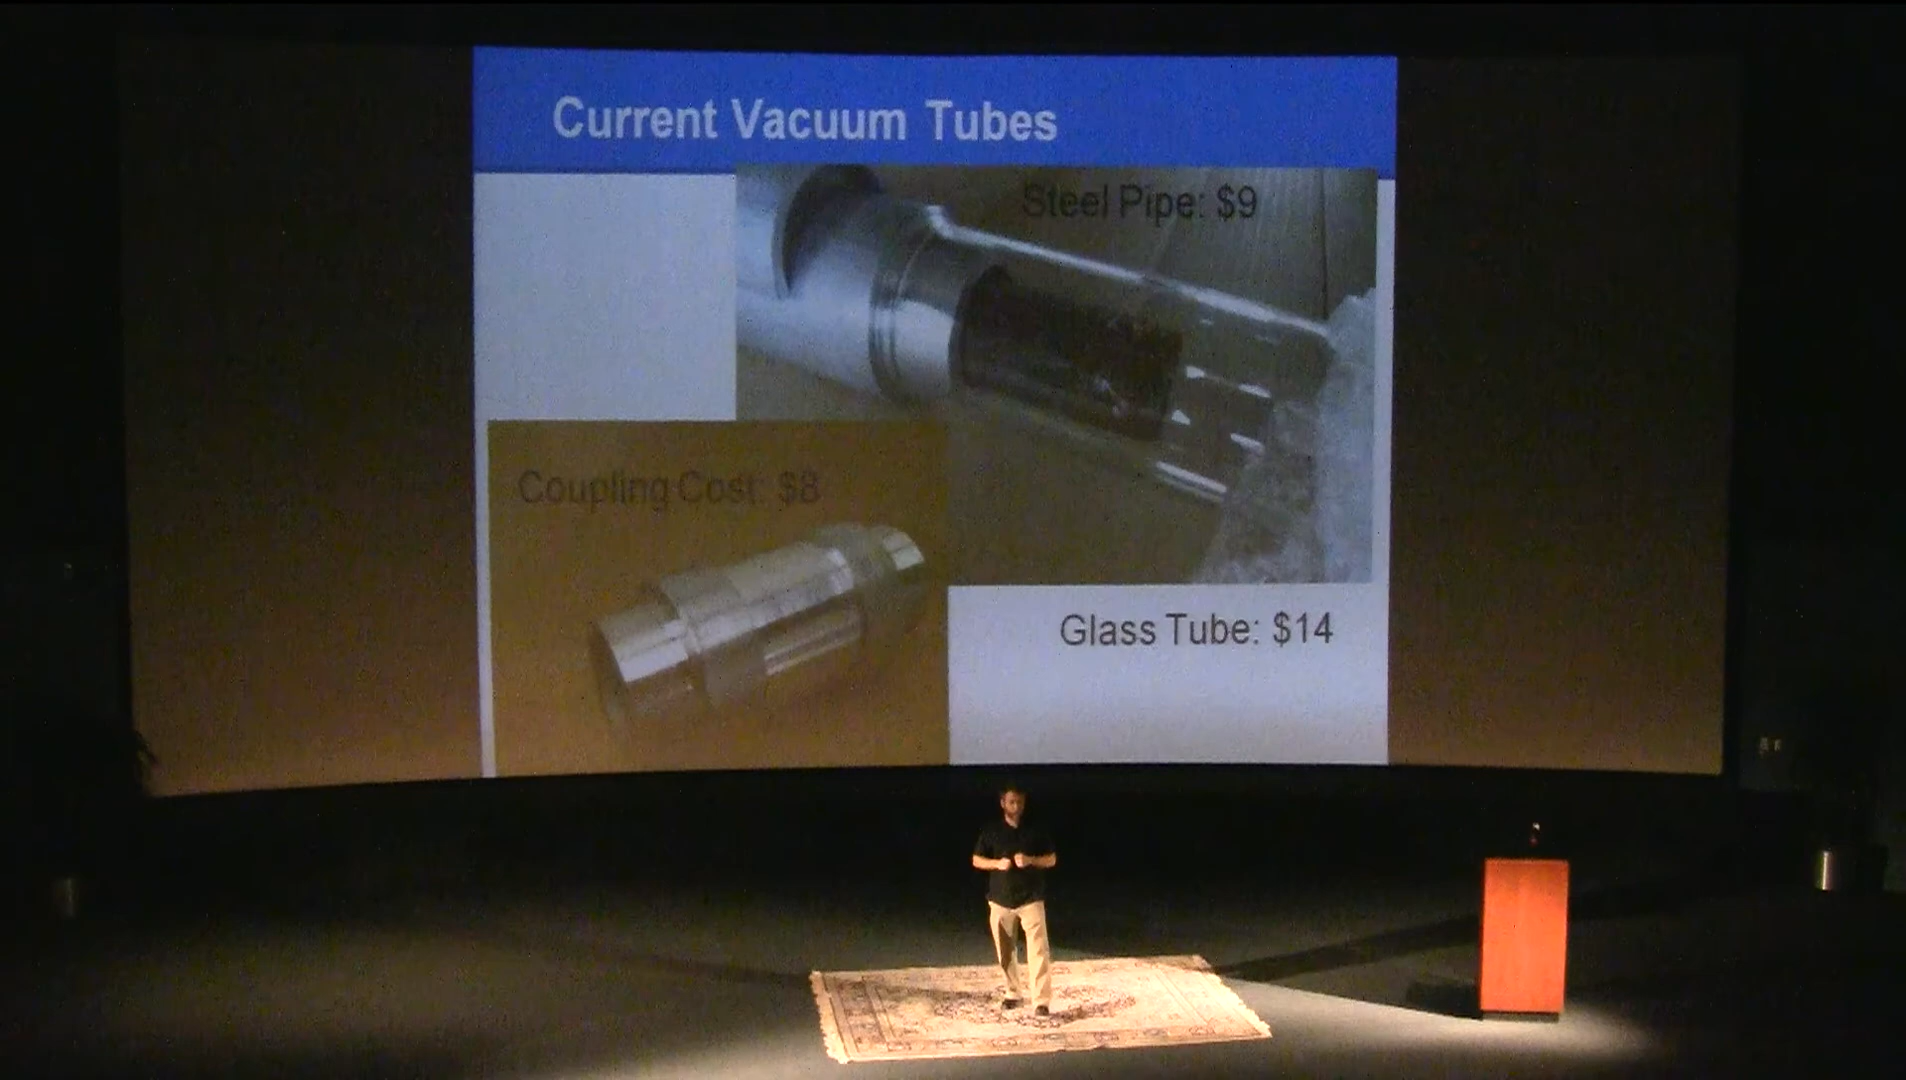 Current Vacuum Tubes
Steel Pipe: $9
Coupling Cost: $8
Glass Tube: $14